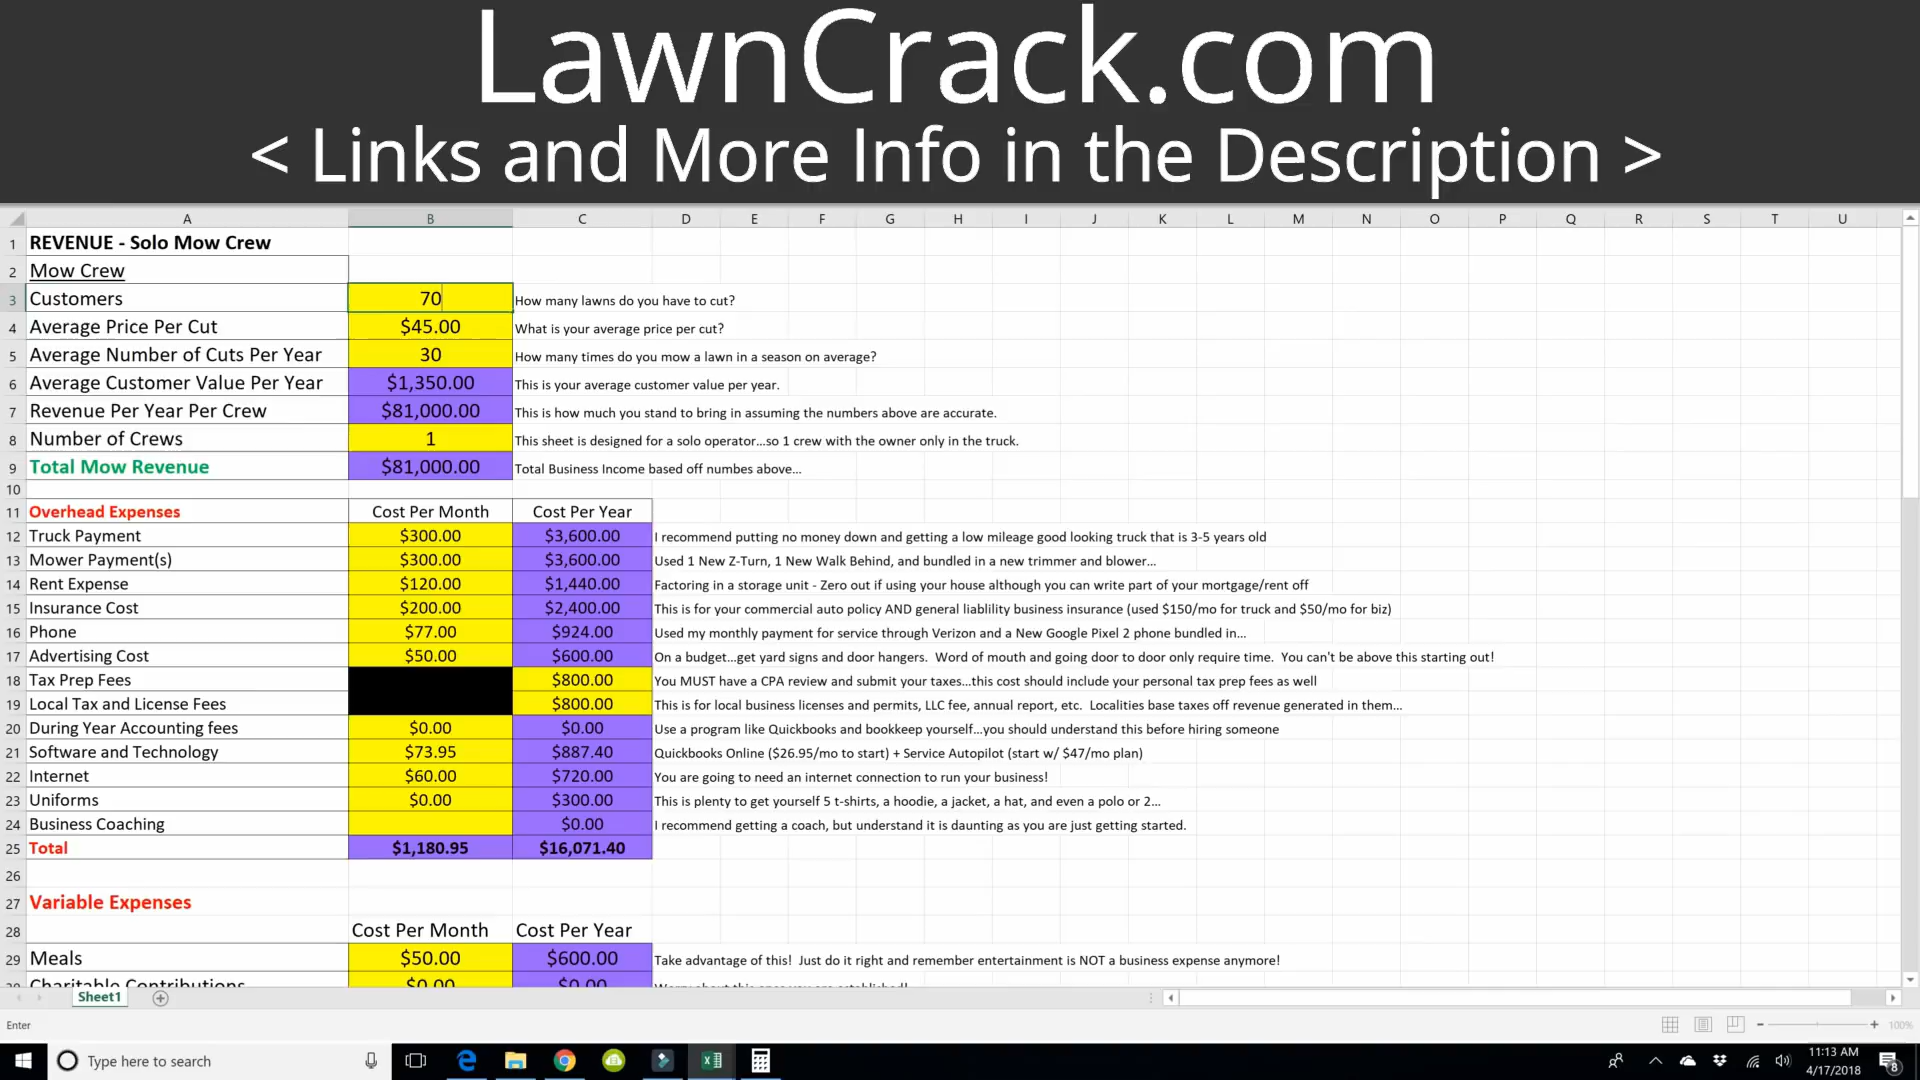 LawnCrack.com
< Links and More Info in the Description >
A B C D E F G H I J K L M N O P Q R S T U
1 REVENUE - Solo Mow Crew
2 Mow Crew
3 Customers 70 How many lawns do you have to cut?
4 Average Price Per Cut $45.00 What is your average price per cut?
5 Average Number of Cuts Per Year 30 How many times do you mow a lawn in a season on average?
6 Average Customer Value Per Year $1,350.00 This is your average customer value per year.
7 Revenue Per Year Per Crew $81,000.00 This is how much you stand to bring in assuming the numbers above are accurate.
8 Number of Crews 1 This sheet is designed for a solo operator...so 1 crew with the owner only in the truck.
9 Total Mow Revenue $81,000.00 Total Business Income based off numbes above...
10
11 Overhead Expenses Cost Per Month Cost Per Year
12 Truck Payment $300.00 $3,600.00 I recommend putting no money down and getting a low mileage good looking truck that is 3-5 years old
13 Mower Payment(s) $300.00 $3,600.00 Used 1 New Z-Turn, 1 New Walk Behind, and bundled in a new trimmer and blower...
14 Rent Expense $120.00 $1,440.00 Factoring in a storage unit - Zero out if using your house although you can write part of your mortgage/rent off
15 Insurance Cost $200.00 $2,400.00 This is for your commercial auto policy AND general liablility business insurance (used $150/mo for truck and $50/mo for biz)
16 Phone $77.00 $924.00 Used my monthly payment for service through Verizon and a New Google Pixel 2 phone bundled in...
17 Advertising Cost $50.00 $600.00 On a budget...get yard signs and door hangers. Word of mouth and going door to door only require time. You can't be above this starting out!
18 Tax Prep Fees $800.00 You MUST have a CPA review and submit your taxes...this cost should include your personal tax prep fees as well
19 Local Tax and License Fees $800.00 This is for local business licenses and permits, LLC fee, annual report, etc. Localities base taxes off revenue generated in them...
20 During Year Accounting fees $0.00 $0.00 Use a program like Quickbooks and bookkeep yourself...you should understand this before hiring someone
21 Software and Technology $73.95 $887.40 Quickbooks Online ($26.95/mo to start) + Service Autopilot (start w/ $47/mo plan)
22 Internet $60.00 $720.00 You are going to need an internet connection to run your business!
23 Uniforms $0.00 $300.00 This is plenty to get yourself 5 t-shirts, a hoodie, a jacket, a hat, and even a polo or 2...
24 Business Coaching $0.00 I recommend getting a coach, but understand it is daunting as you are just getting started.
25 Total $1,180.95 $16,071.40
26
27 Variable Expenses
28 Cost Per Month Cost Per Year
29 Meals $50.00 $600.00 Take advantage of this! Just do it right and remember entertainment is NOT a business expense anymore!
Charitable Contributions $0.00 $0.00
Sheet1
Enter 100%
Type here to search
11:13 AM
4/17/2018
8